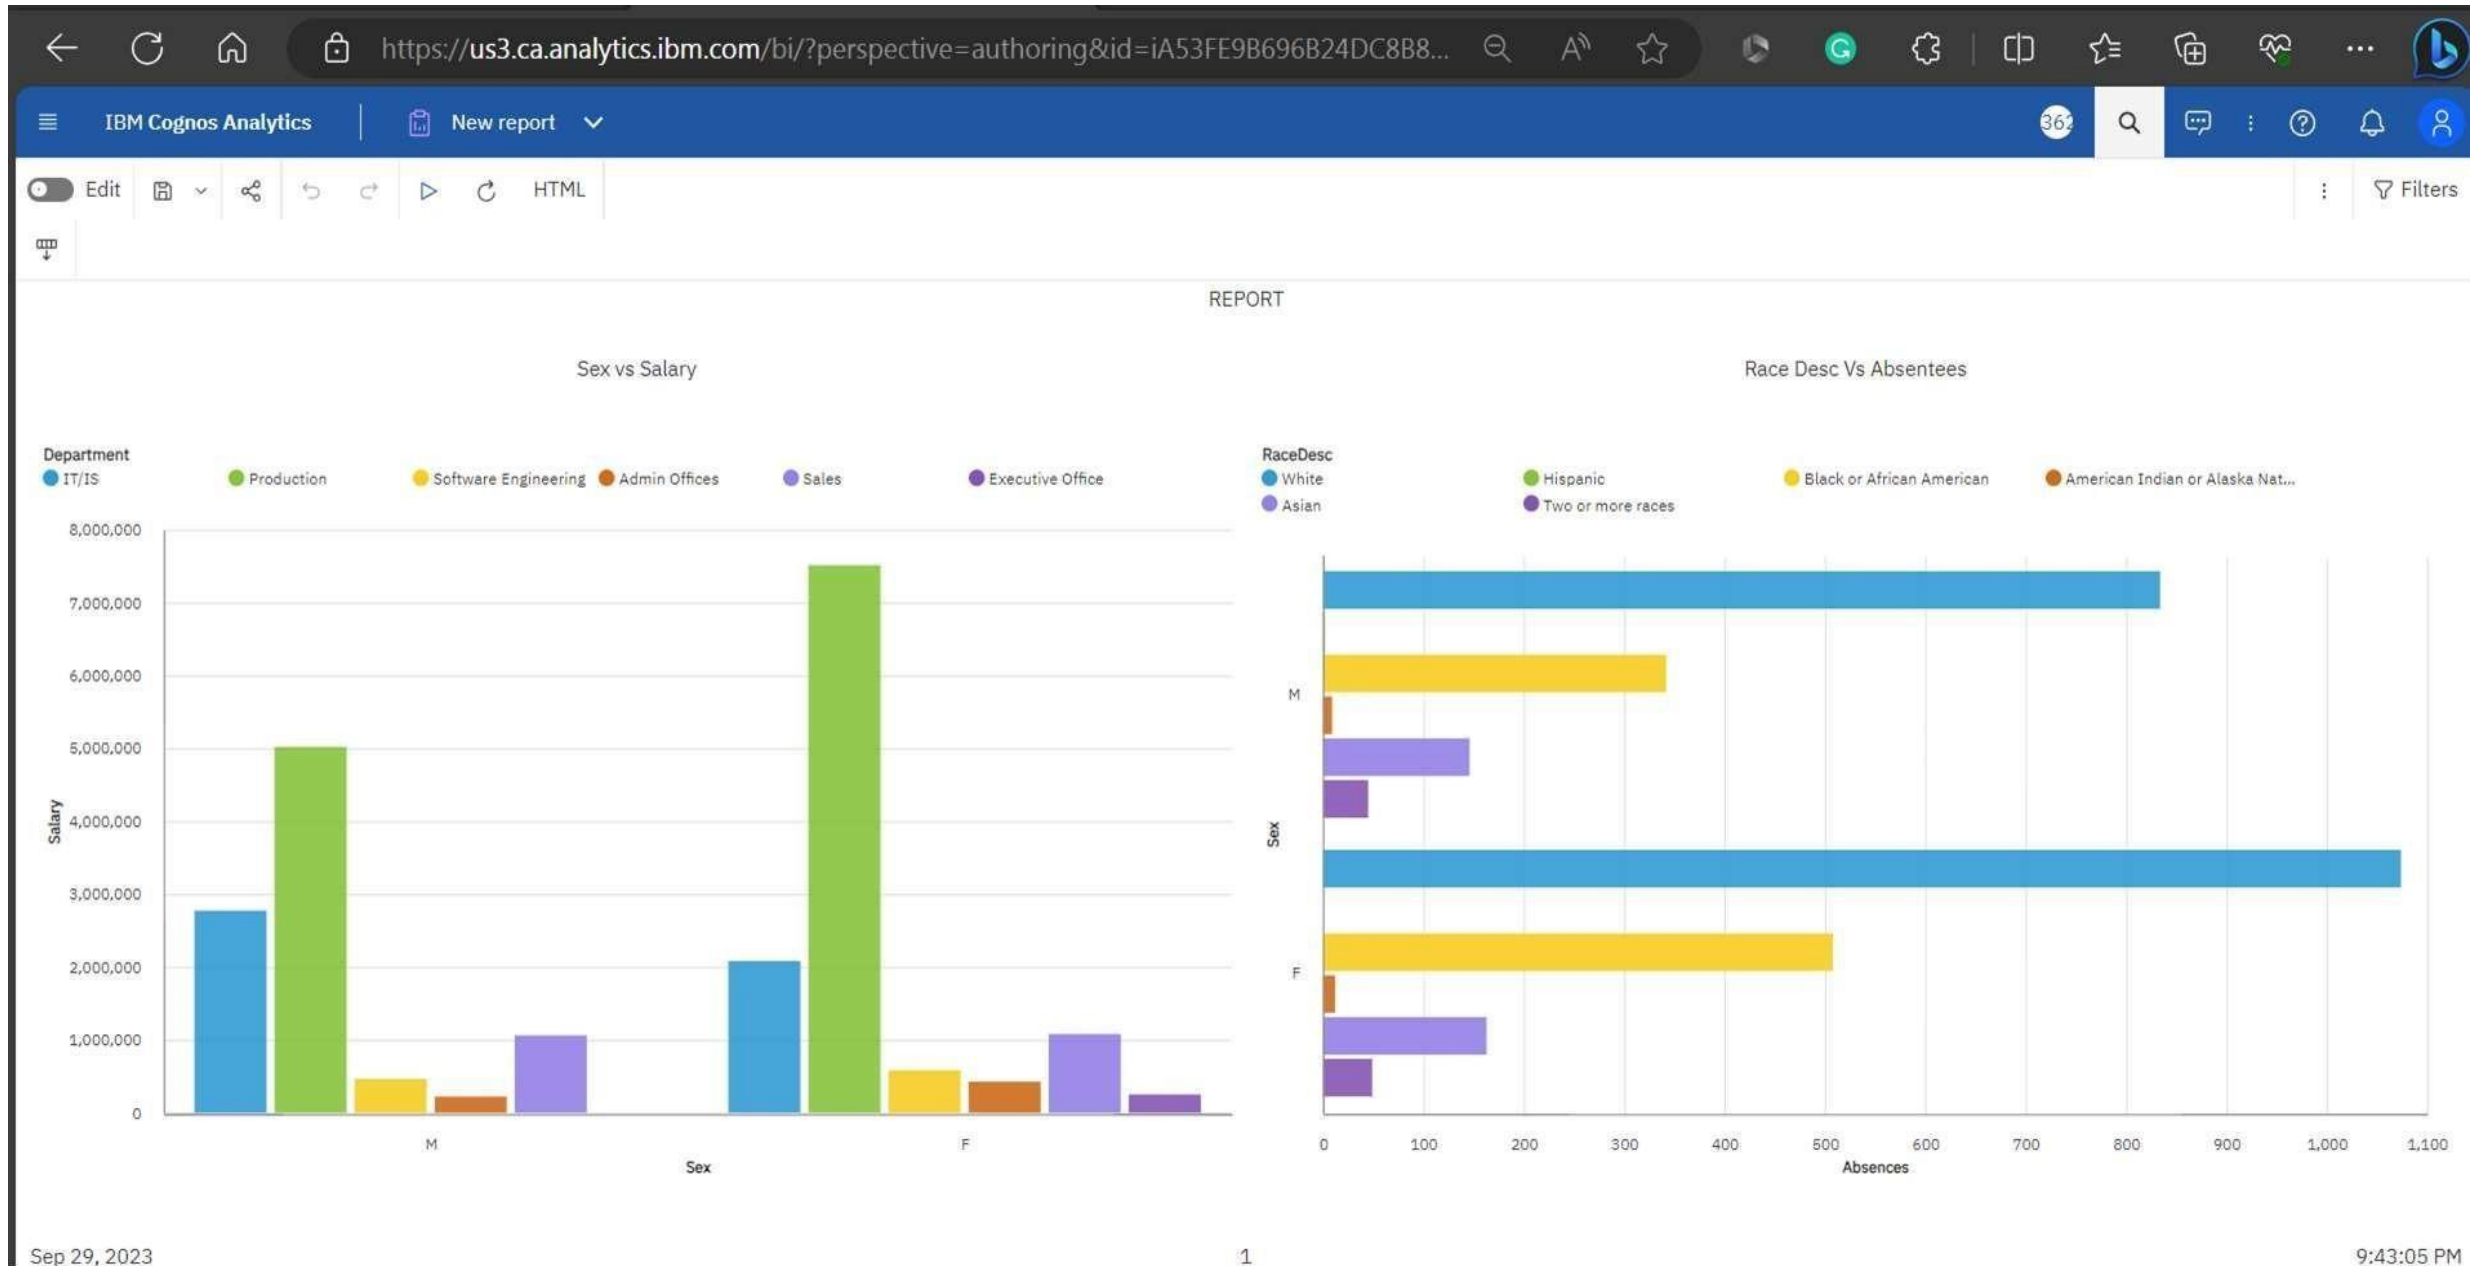 https://us3.ca.analytics.ibm.com/bi/?perspective=authoring&id=iA53FE9B696B24DC8B8...
IBM Cognos Analytics New report 362
Edit HTML Filters
REPORT
Sex vs Salary
Department
IT/IS Production Software Engineering Admin Offices Sales Executive Office
8,000,000
7,000,000
6,000,000
5,000,000
4,000,000
3,000,000
2,000,000
1,000,000
0
Salary
M F
Sex
Race Desc Vs Absentees
RaceDesc
White Hispanic Black or African American American Indian or Alaska Nat...
Asian Two or more races
M
F
Sex
0 100 200 300 400 500 600 700 800 900 1,000 1,100
Absences
Sep 29, 2023 1 9:43:05 PM